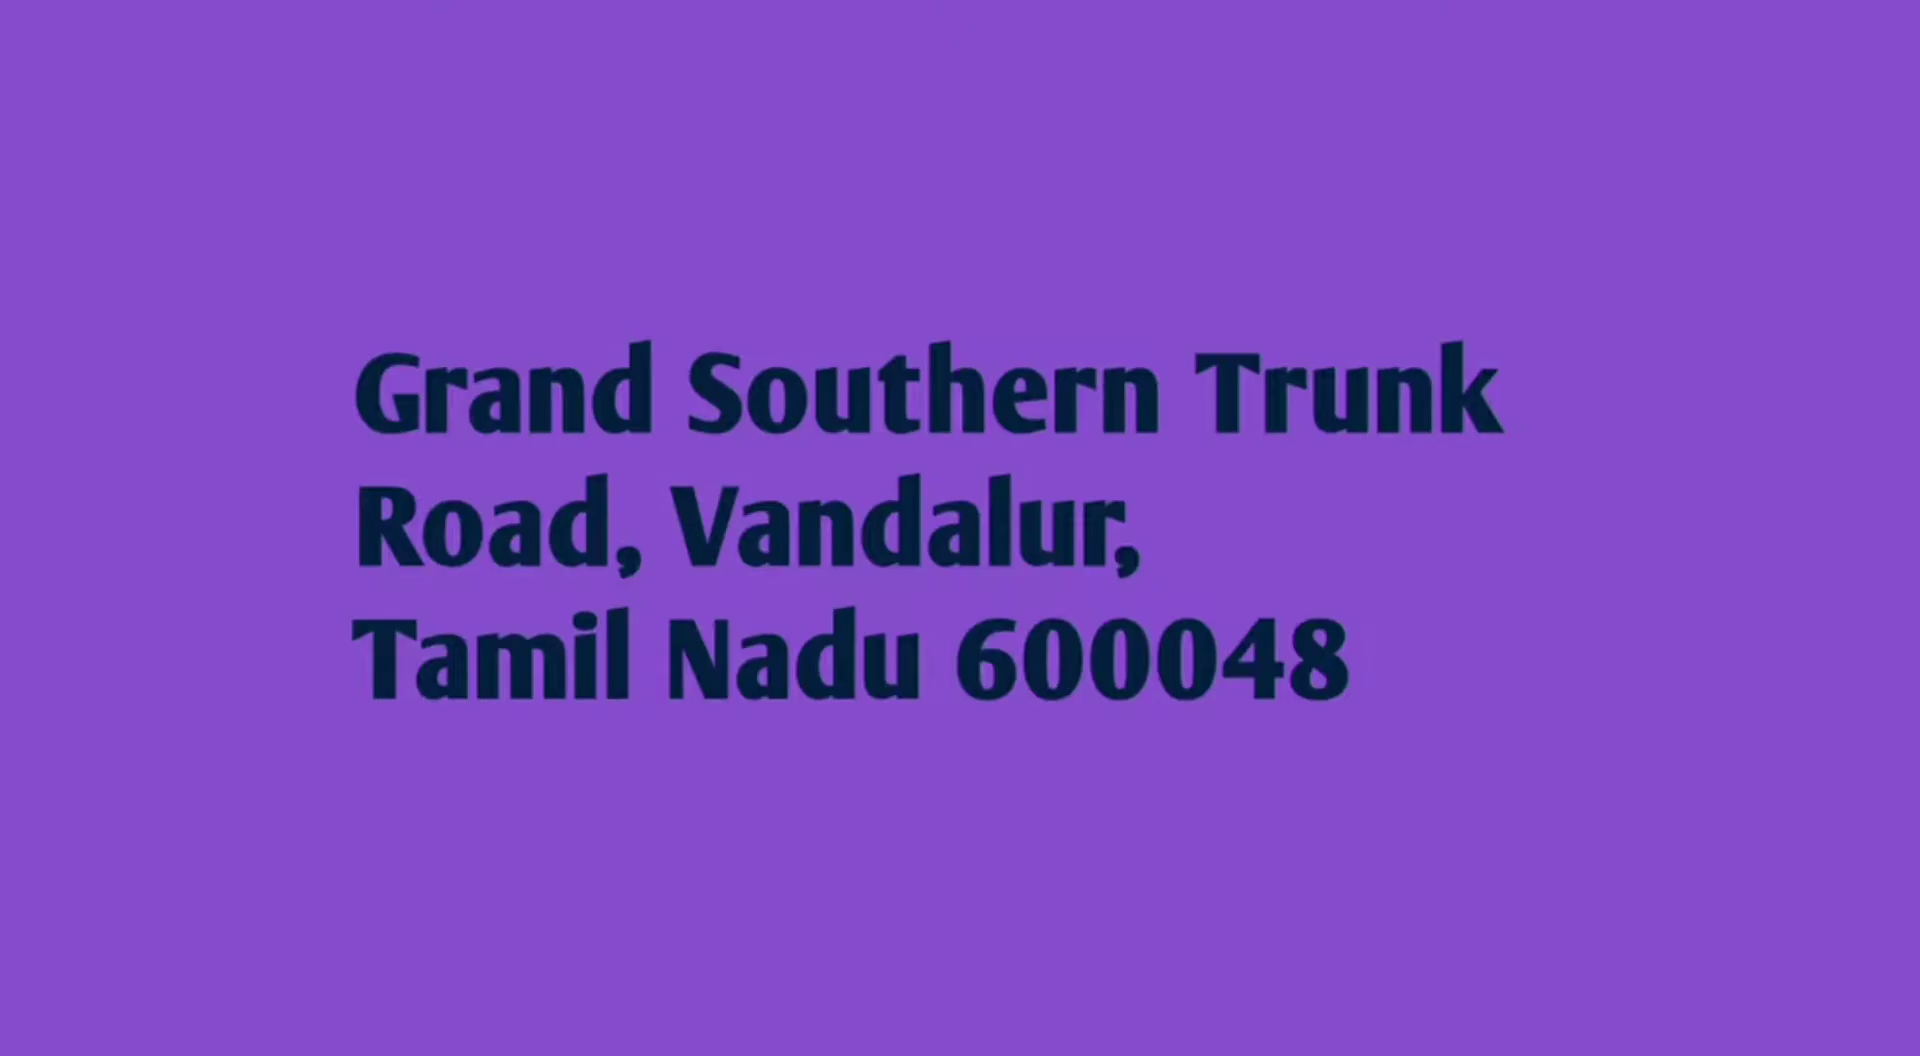 Grand Southern Trunk
Road, Vandalur,
Tamil Nadu 600048